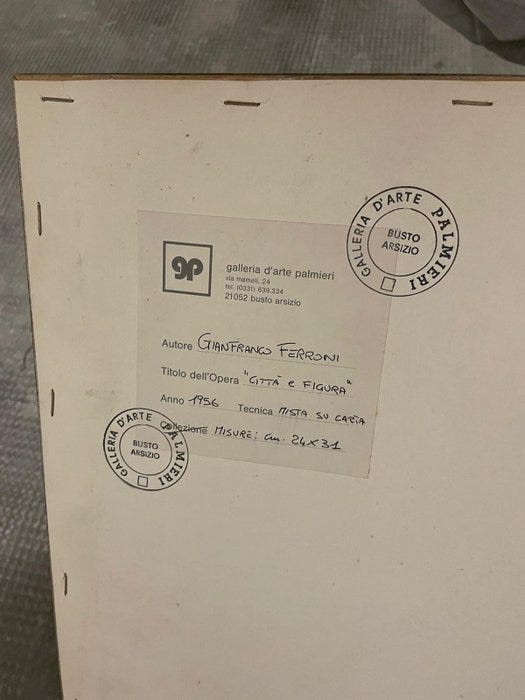 GALLERIA D'ARTE PALMIERI
BUSTO
ARSIZIO
gp
galleria d'arte palmieri
via mameli, 24
tel. (0331) 639.334
21052 busto arsizio
Autore GIANFRANCO FERRONI
Titolo dell'Opera "CITTÀ e FIGURA"
Anno 1956 Tecnica MISTA SU CARTA
Collezione MISURE: cm. 24x31
GALLERIA D'ARTE PALMIERI
BUSTO
ARSIZIO